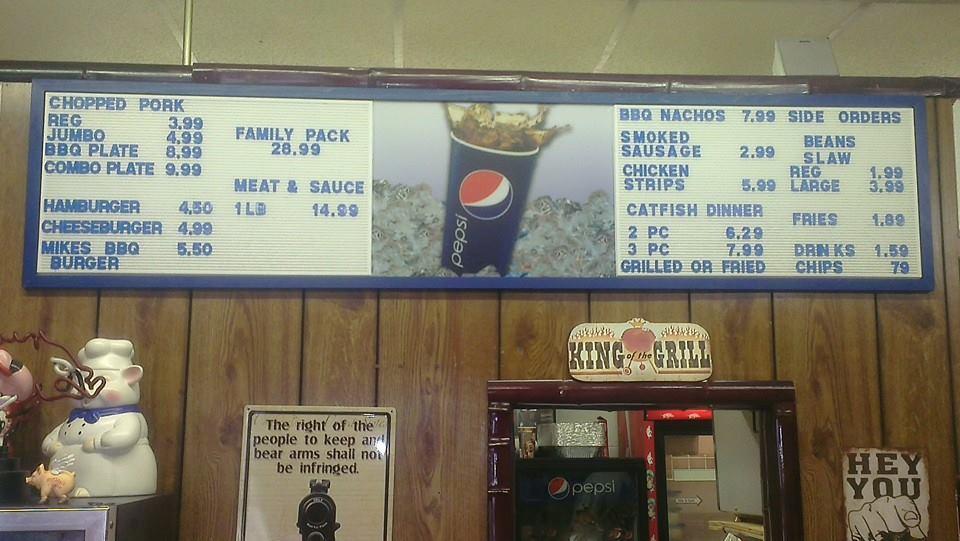 CHOPPED PORK
REG 3.99
JUMBO 4.99
BBQ PLATE 8.99
COMBO PLATE 9.99
HAMBURGER 4.50
CHEESEBURGER 4.99
MIKES BBQ 5.50
BURGER
FAMILY PACK
28.99
MEAT & SAUCE
1 LB 14.99
pepsi
BBQ NACHOS 7.99
SMOKED
SAUSAGE 2.99
CHICKEN
STRIPS 5.99
CATFISH DINNER
2 PC 6.29
3 PC 7.99
GRILLED OR FRIED
SIDE ORDERS
BEANS
SLAW
REG 1.99
LARGE 3.99
FRIES 1.89
DRINKS 1.59
CHIPS 79
KING of the GRILL
The right of the
people to keep and
bear arms shall not
be infringed.
pepsi
HEY
YOU